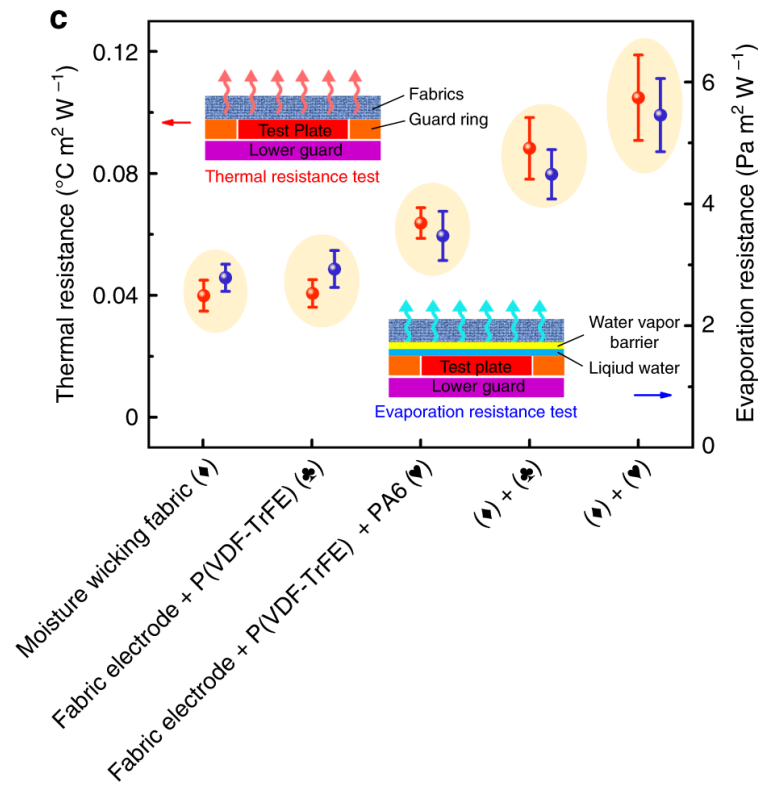 c
Thermal resistance (°C m² W⁻¹)
0.12
0.08
0.04
0
Fabrics
Guard ring
Test Plate
Lower guard
Thermal resistance test
Water vapor
barrier
Liqiud water
Test plate
Lower guard
Evaporation resistance test
6
4
2
0
Evaporation resistance (Pa m² W⁻¹)
Moisture wicking fabric (♦)
Fabric electrode + P(VDF-TrFE) (♣)
Fabric electrode + P(VDF-TrFE) + PA6 (♥)
(♦) + (♣)
(♦) + (♥)